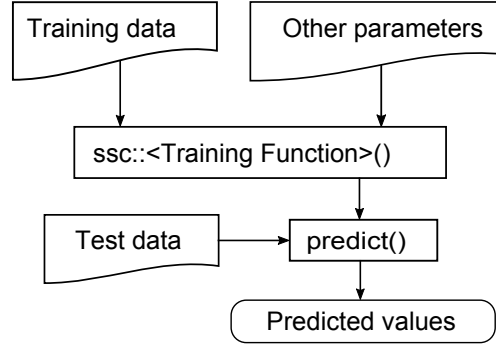 Training data
Other parameters
ssc::<Training Function>()
Test data
predict()
Predicted values